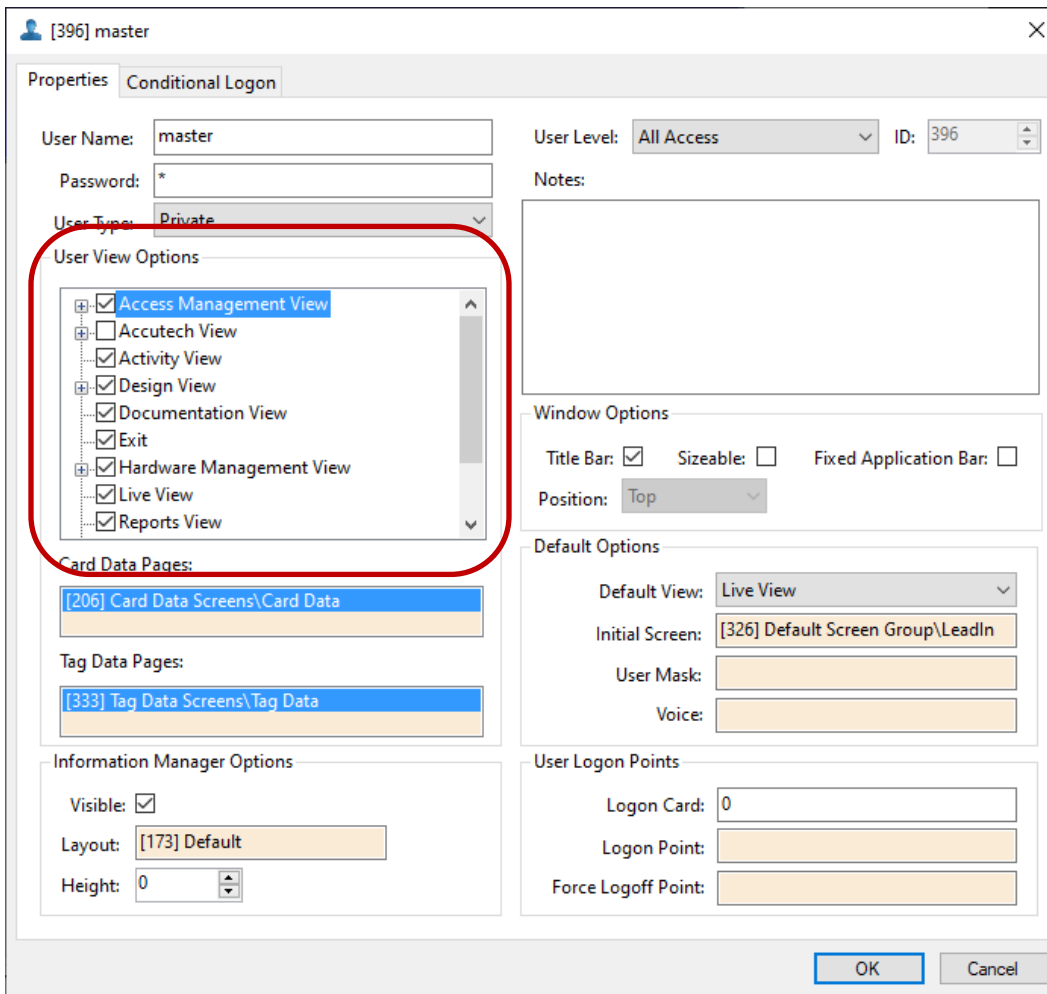 [396] master
Properties
Conditional Logon
User Name: master
Password: *
User Type: Private
User View Options
Access Management View
Accutech View
Activity View
Design View
Documentation View
Exit
Hardware Management View
Live View
Reports View
Card Data Pages:
[206] Card Data Screens\Card Data
Tag Data Pages:
[333] Tag Data Screens\Tag Data
Information Manager Options
Visible:
Layout: [173] Default
Height: 0
User Level: All Access ID: 396
Notes:
Window Options
Title Bar: Sizeable: Fixed Application Bar:
Position: Top
Default Options
Default View: Live View
Initial Screen: [326] Default Screen Group\LeadIn
User Mask:
Voice:
User Logon Points
Logon Card: 0
Logon Point:
Force Logoff Point:
OK Cancel